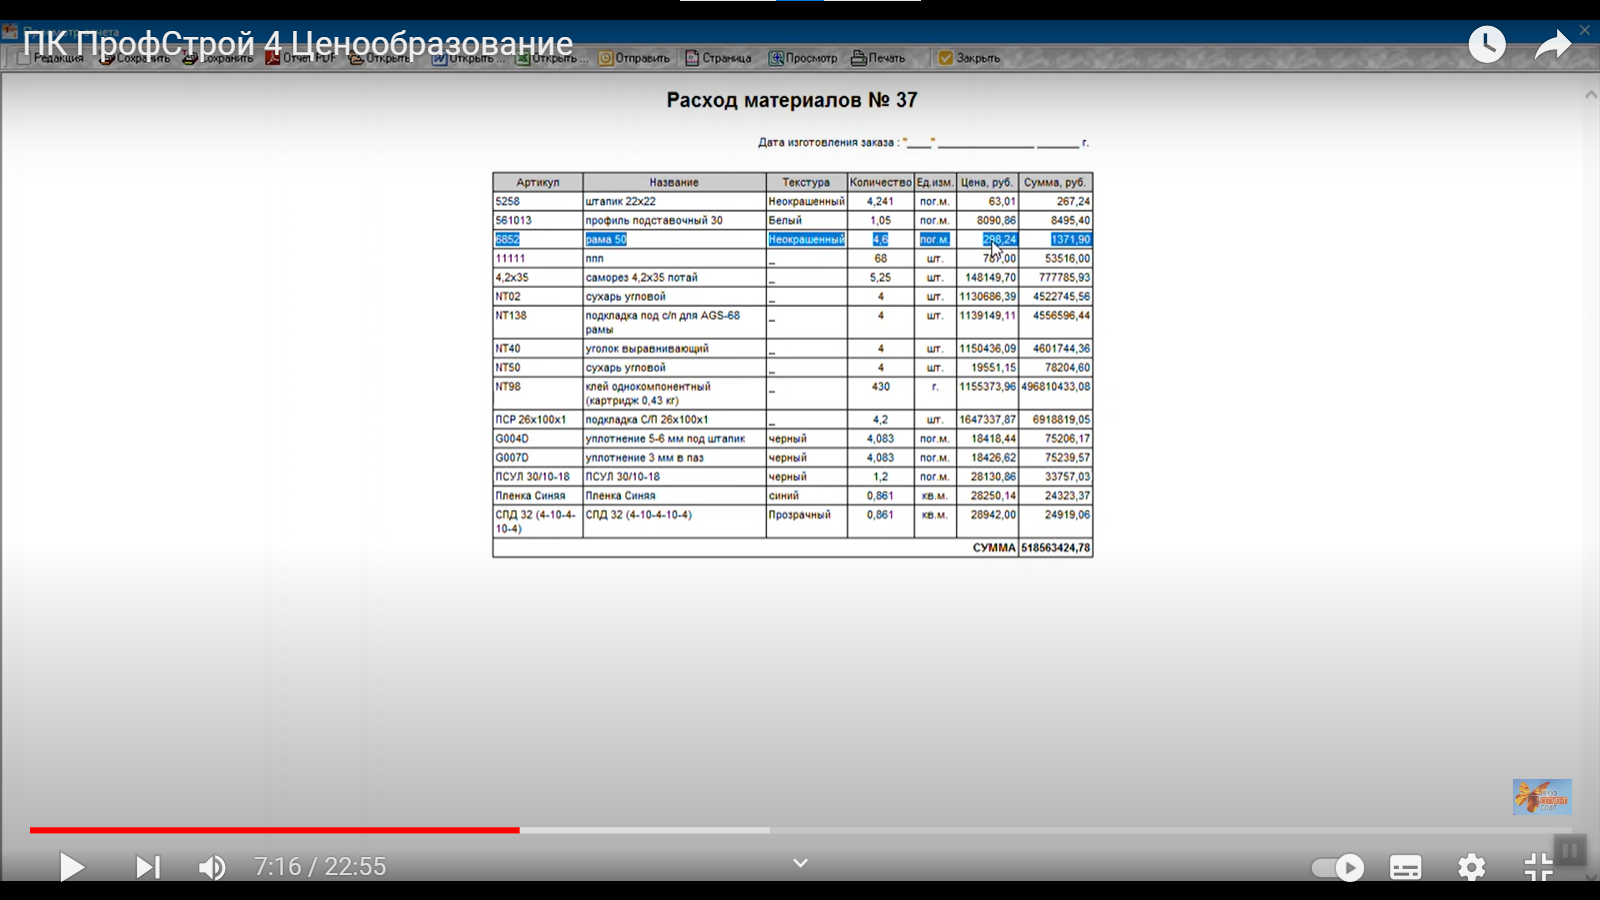 ПК ПрофСтрой 4 Ценообразование
Редакция Сохранить Сохранить Отчет PDF Открыть Открыть ... Открыть ... Отправить Страница Просмотр Печать Закрыть
Расход материалов № 37
Дата изготовления заказа : "____" ________________ _______ г.
Артикул Название Текстура Количество Ед.изм. Цена, руб. Сумма, руб.
5258 штапик 22x22 Неокрашенный 4,241 пог.м. 63,01 267,24
561013 профиль подставочный 30 Белый 1,05 пог.м. 8090,86 8495,40
6852 рама 50 Неокрашенный 4,6 пог.м. 298,24 1371,90
11111 ппп _ 68 шт. 787,00 53516,00
4,2x35 саморез 4,2x35 потай _ 5,25 шт. 148149,70 777785,93
NT02 сухарь угловой _ 4 шт. 1130686,39 4522745,56
NT138 подкладка под с/п для AGS-68 _ 4 шт. 1139149,11 4556596,44
рамы
NT40 уголок выравнивающий _ 4 шт. 1150436,09 4601744,36
NT50 сухарь угловой _ 4 шт. 19551,15 78204,60
NT98 клей однокомпонентный _ 430 г. 1155373,96 496810433,08
(картридж 0,43 кг)
ПСР 26x100x1 подкладка С/П 26x100x1 _ 4,2 шт. 1647337,87 6918819,05
G004D уплотнение 5-6 мм под штапик черный 4,083 пог.м. 18418,44 75206,17
G007D уплотнение 3 мм в паз черный 4,083 пог.м. 18426,62 75239,57
ПСУЛ 30/10-18 ПСУЛ 30/10-18 черный 1,2 пог.м. 28130,86 33757,03
Пленка Синяя Пленка Синяя синий 0,861 кв.м. 28250,14 24323,37
СПД 32 (4-10-4- СПД 32 (4-10-4-10-4) Прозрачный 0,861 кв.м. 28942,00 24919,06
10-4)
СУММА 518563424,78
7:16 / 22:55